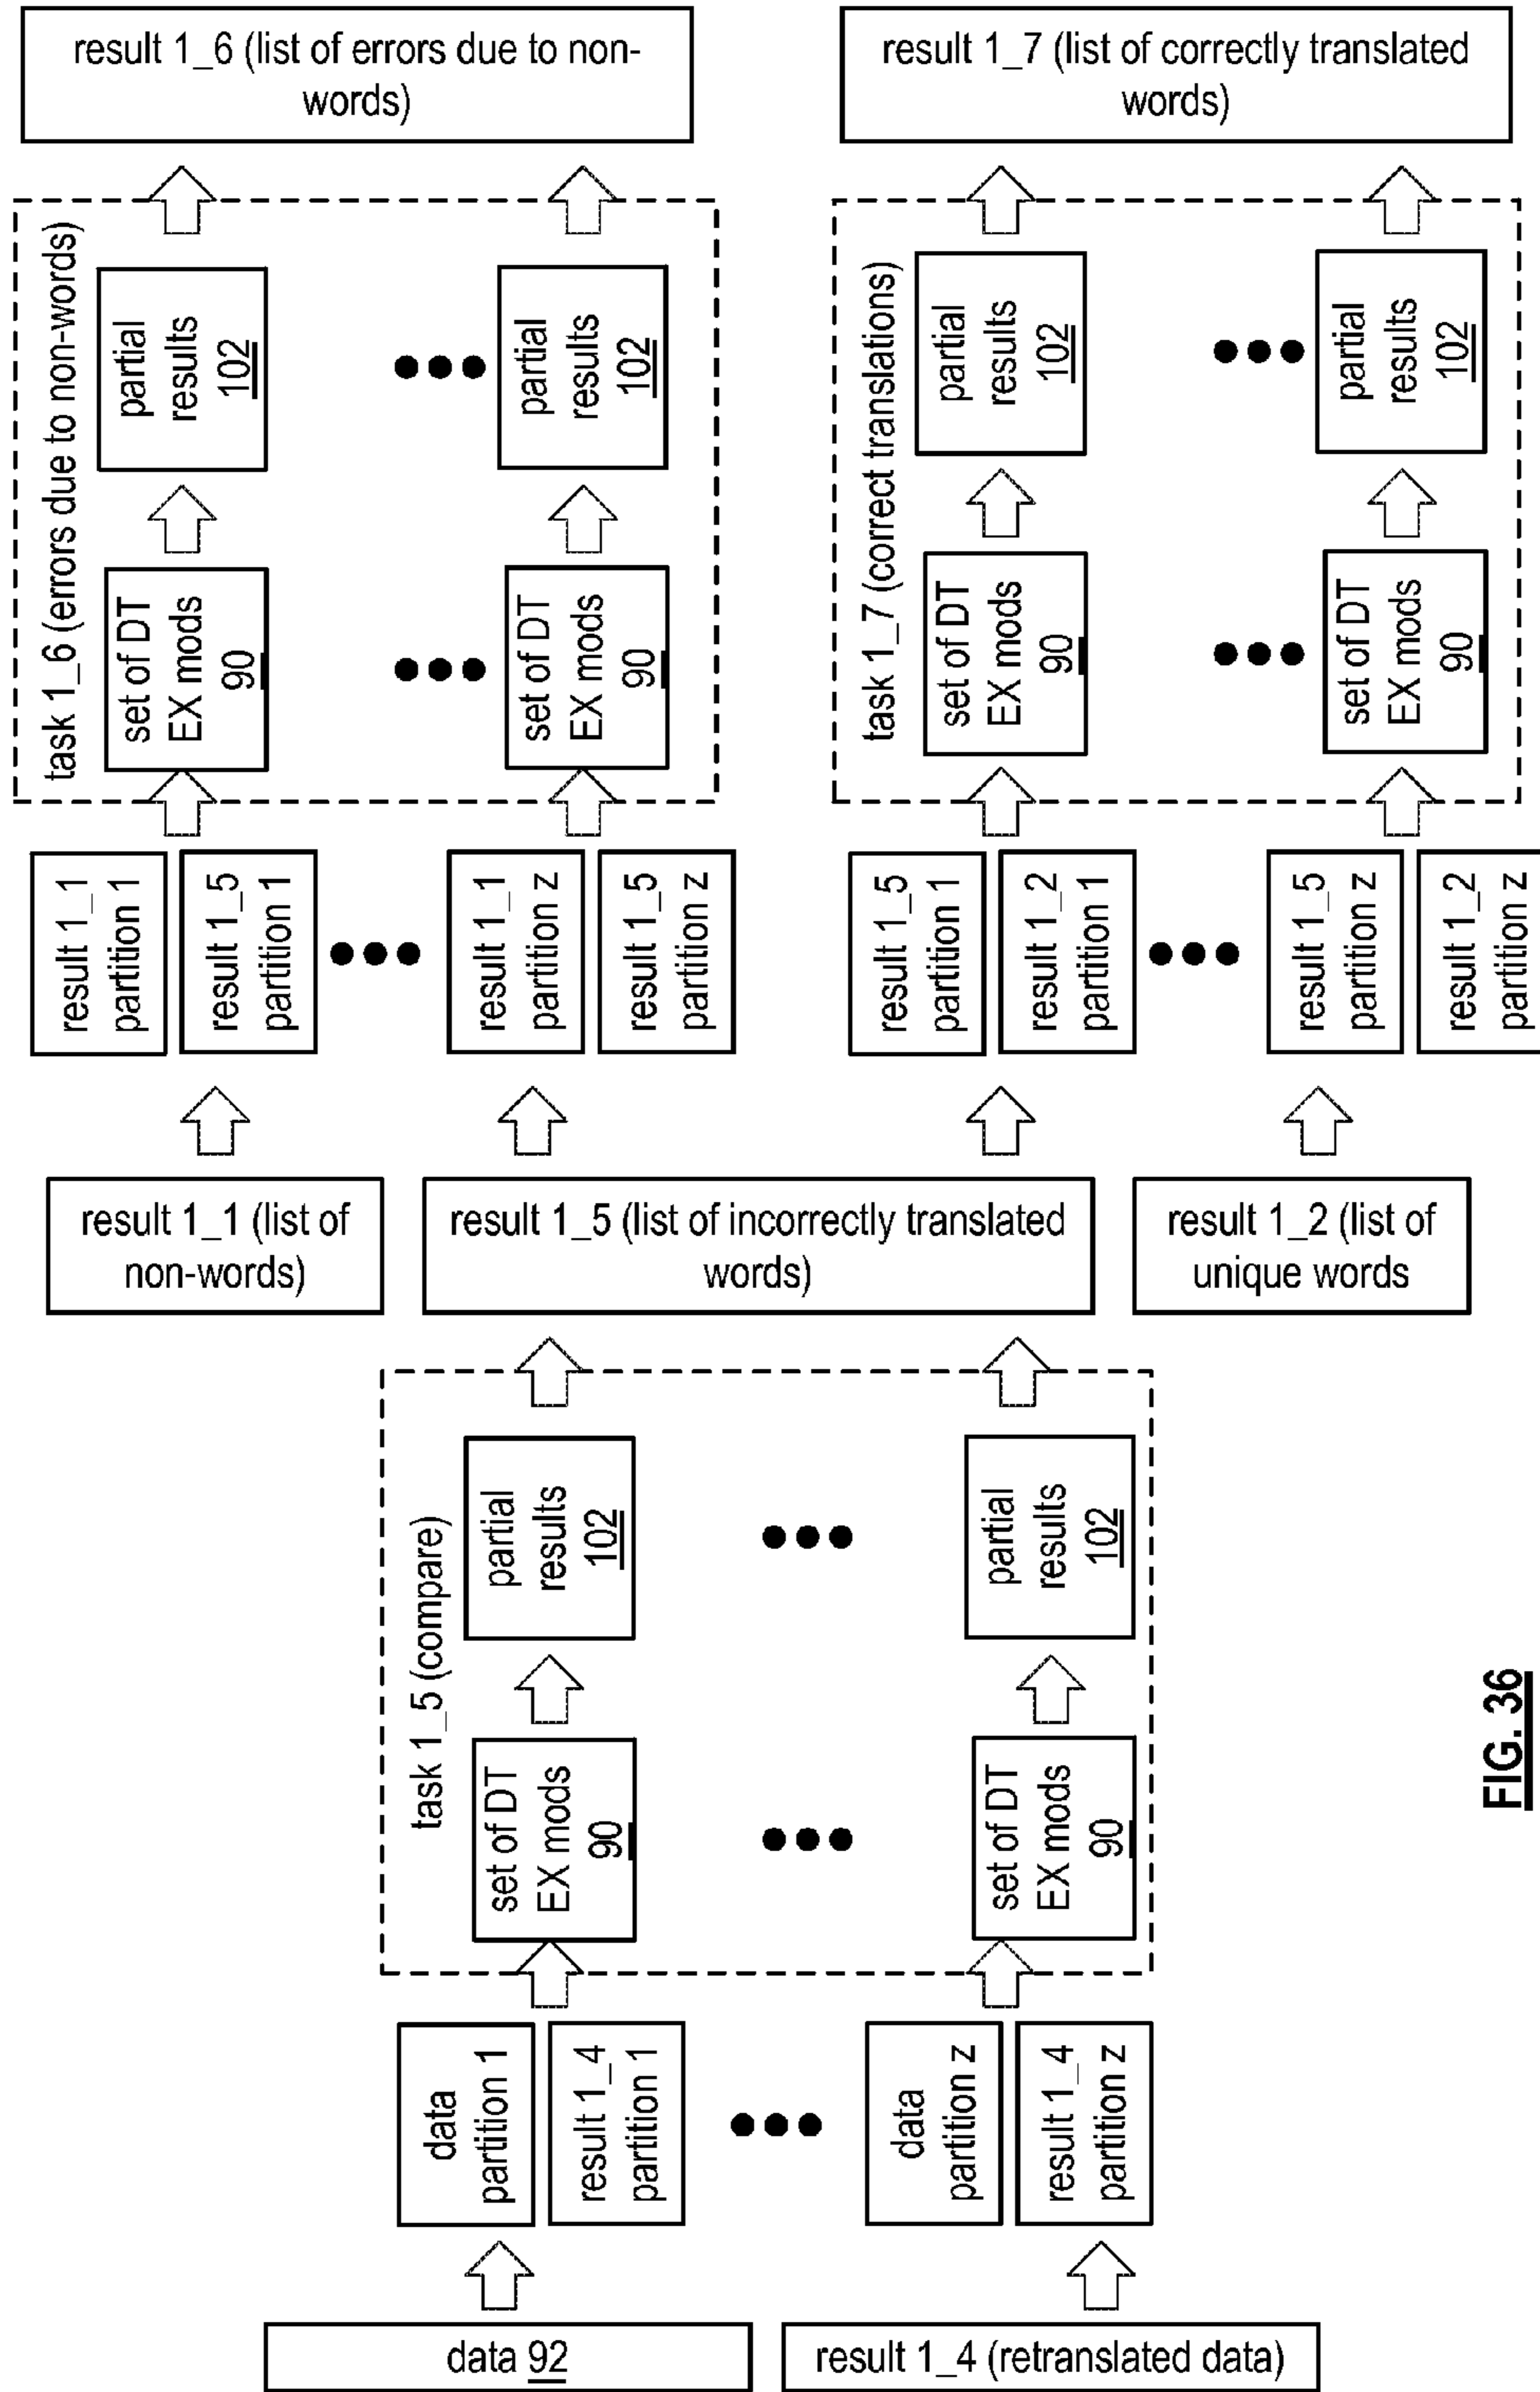 data 92
result 1_4 (retranslated data)
data
partition 1
result 1_4
partition 1
data
partition z
result 1_4
partition z
task 1_5 (compare)
set of DT
EX mods
90
partial
results
102
set of DT
EX mods
90
partial
results
102
result 1_1 (list of
non-words)
result 1_5 (list of incorrectly translated
words)
result 1_2 (list of
unique words
result 1_1
partition 1
result 1_5
partition 1
result 1_1
partition z
result 1_5
partition z
result 1_5
partition 1
result 1_2
partition 1
result 1_5
partition z
result 1_2
partition z
task 1_6 (errors due to non-words)
set of DT
EX mods
90
partial
results
102
set of DT
EX mods
90
partial
results
102
task 1_7 (correct translations)
set of DT
EX mods
90
partial
results
102
set of DT
EX mods
90
partial
results
102
result 1_6 (list of errors due to non-
words)
result 1_7 (list of correctly translated
words)
FIG. 36